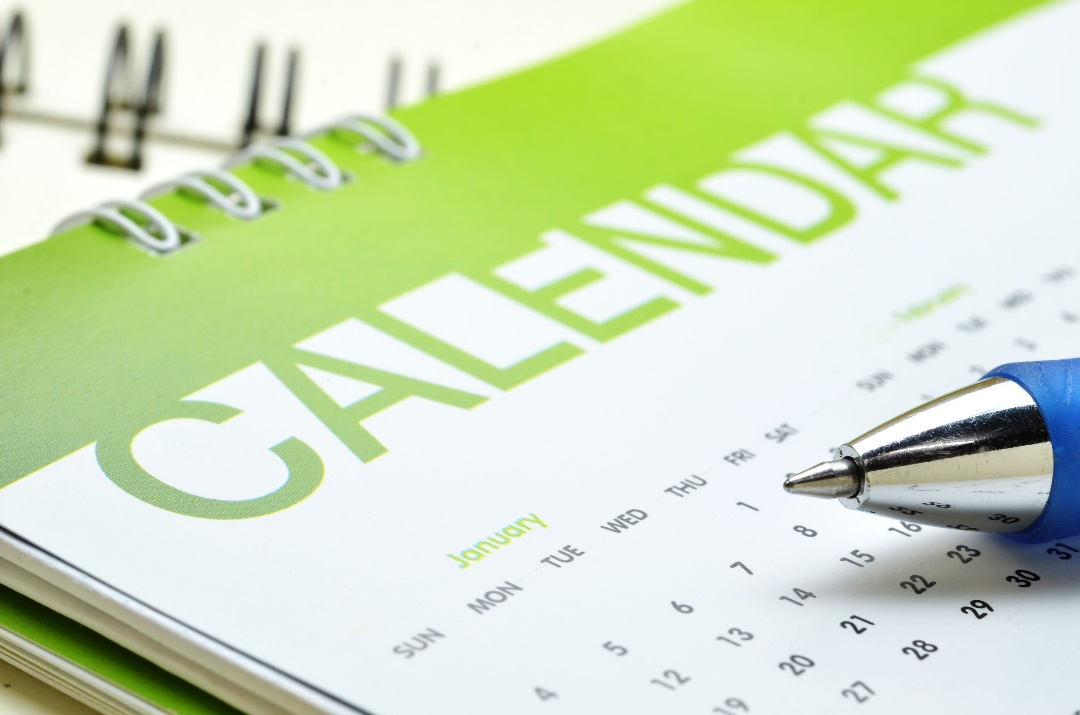 CALENDAR
January
SUN MON TUE WED THU FRI SAT
1
4 5 6 7 8
12 13 14 15 16
19 20 21 22 23
27 28 29 30 31
February
SUN MON TUE WED